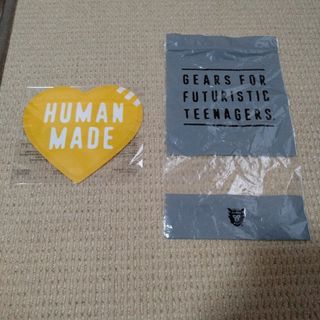 HUMAN
MADE
GEARS FOR
FUTURISTIC
TEENAGERS